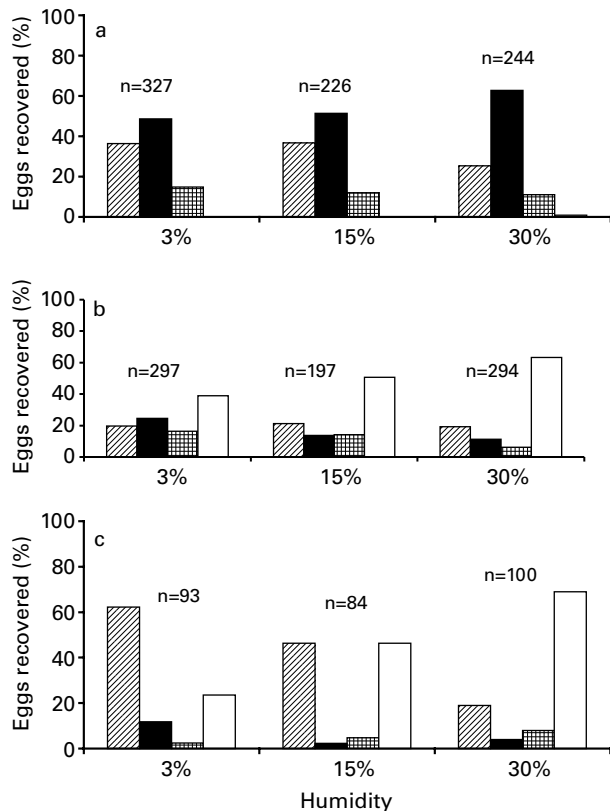 Eggs recovered (%)
100
80
60
40
20
0
a
n=327
n=226
n=244
3%
15%
30%
Eggs recovered (%)
100
80
60
40
20
0
b
n=297
n=197
n=294
3%
15%
30%
Eggs recovered (%)
100
80
60
40
20
0
c
n=93
n=84
n=100
3%
15%
30%
Humidity